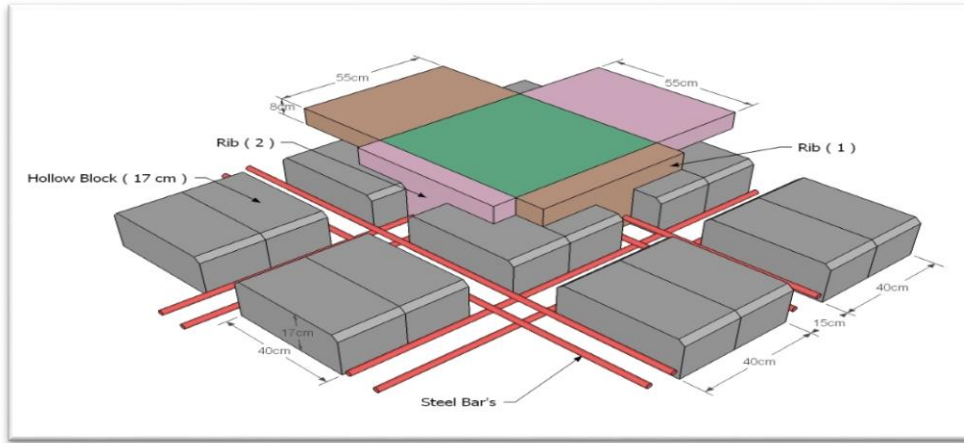 55cm
55cm
8cm
Rib ( 2 )
Rib ( 1 )
Hollow Block ( 17 cm )
40cm
17cm
15cm
40cm
40cm
Steel Bar's